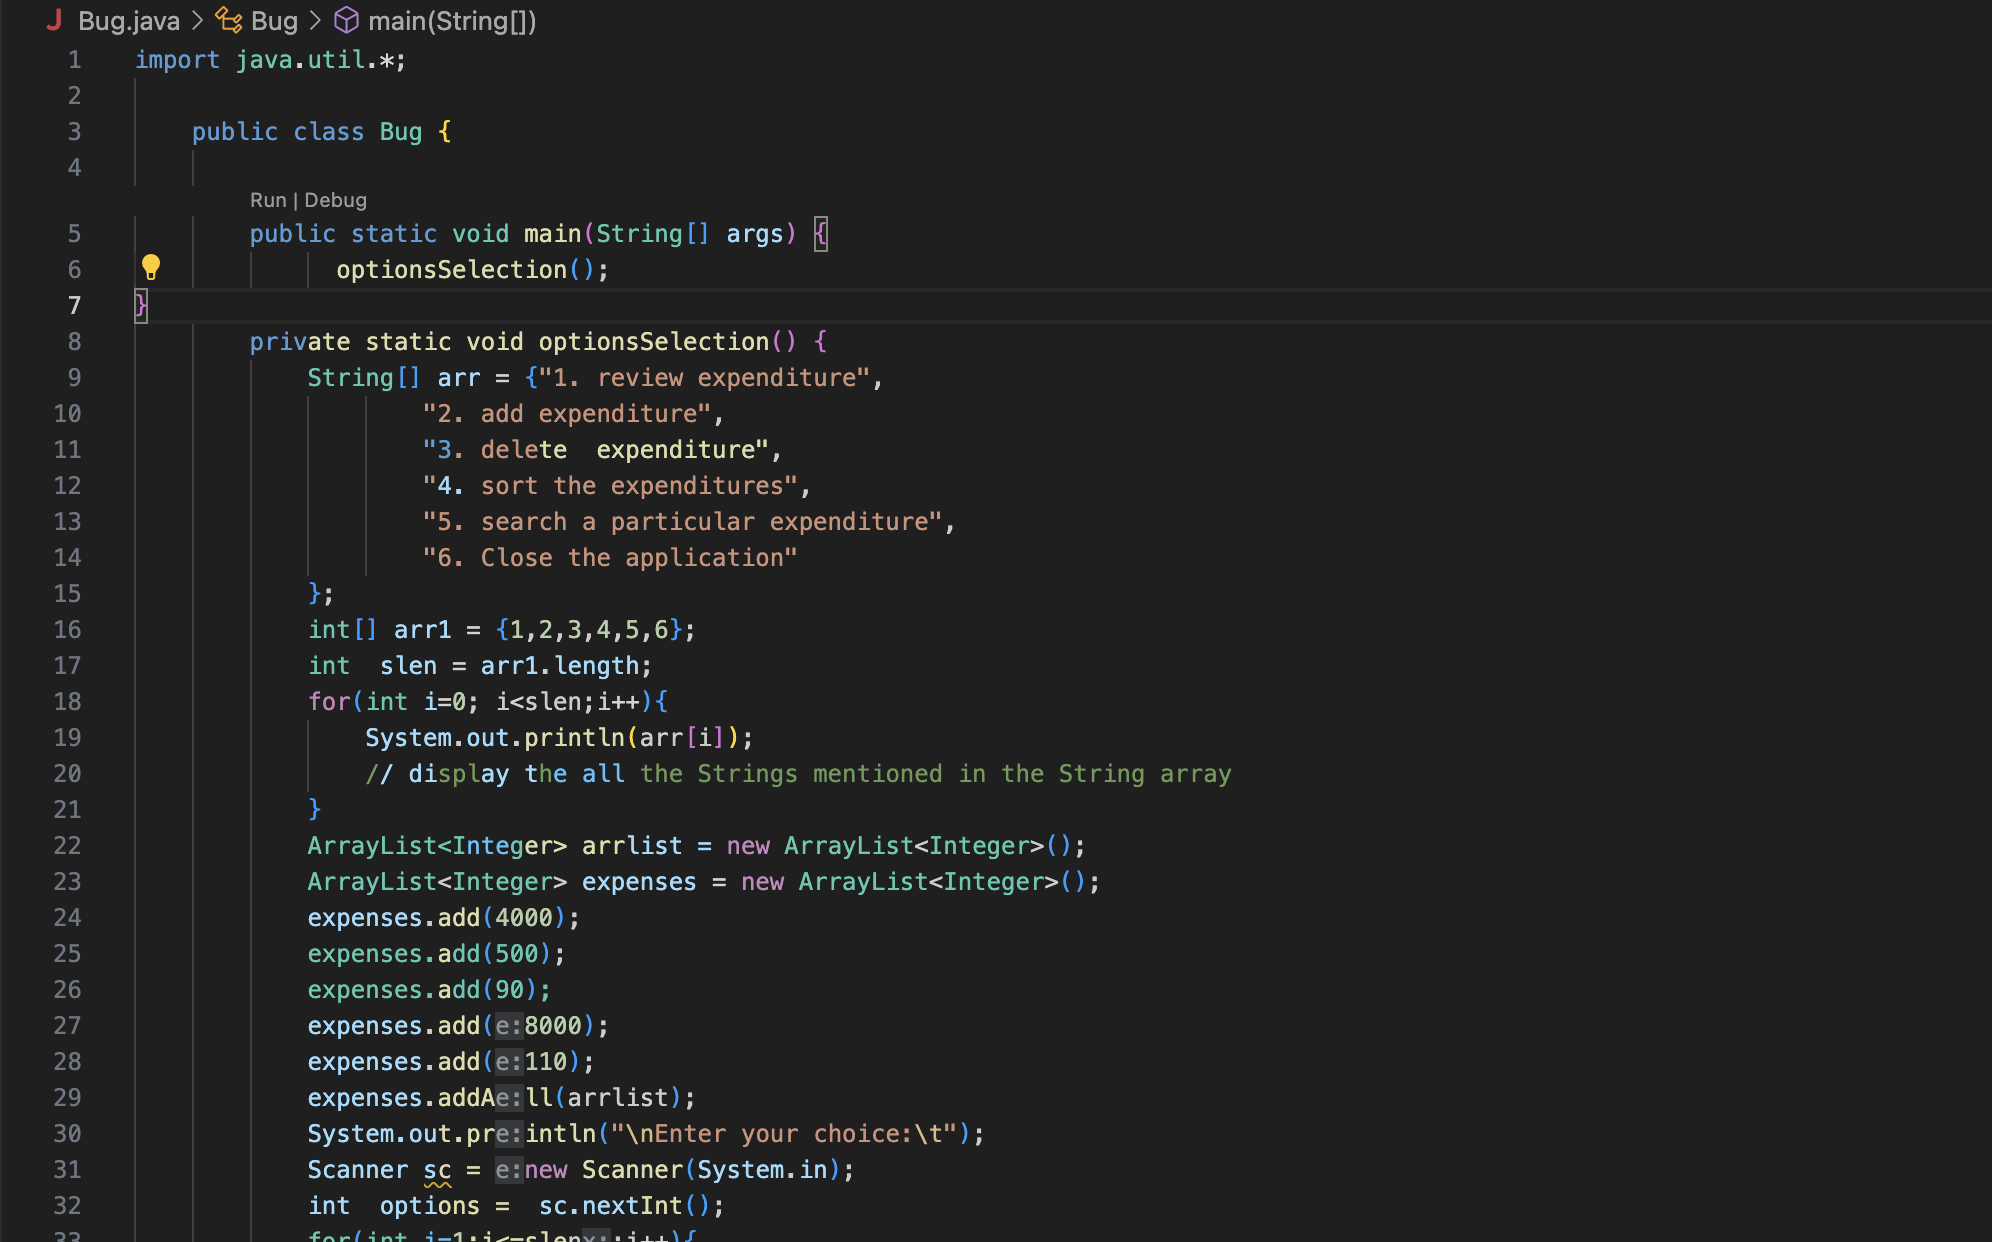 Bug.java > Bug > main(String[])
1 import java.util.*;
2
3 public class Bug {
4
Run | Debug
5 public static void main(String[] args) {
6 optionsSelection();
7 }
8 private static void optionsSelection() {
9 String[] arr = {"1. review expenditure",
10 "2. add expenditure",
11 "3. delete  expenditure",
12 "4. sort the expenditures",
13 "5. search a particular expenditure",
14 "6. Close the application"
15 };
16 int[] arr1 = {1,2,3,4,5,6};
17 int  slen = arr1.length;
18 for(int i=0; i<slen;i++){
19 System.out.println(arr[i]);
20 // display the all the Strings mentioned in the String array
21 }
22 ArrayList<Integer> arrlist = new ArrayList<Integer>();
23 ArrayList<Integer> expenses = new ArrayList<Integer>();
24 expenses.add(4000);
25 expenses.add(500);
26 expenses.add(90);
27 expenses.add(e:8000);
28 expenses.add(e:110);
29 expenses.addAe:ll(arrlist);
30 System.out.pre:intln("\nEnter your choice:\t");
31 Scanner sc = e:new Scanner(System.in);
32 int  options =  sc.nextInt();
33 for(int i=1;i<=slenx:;i++){